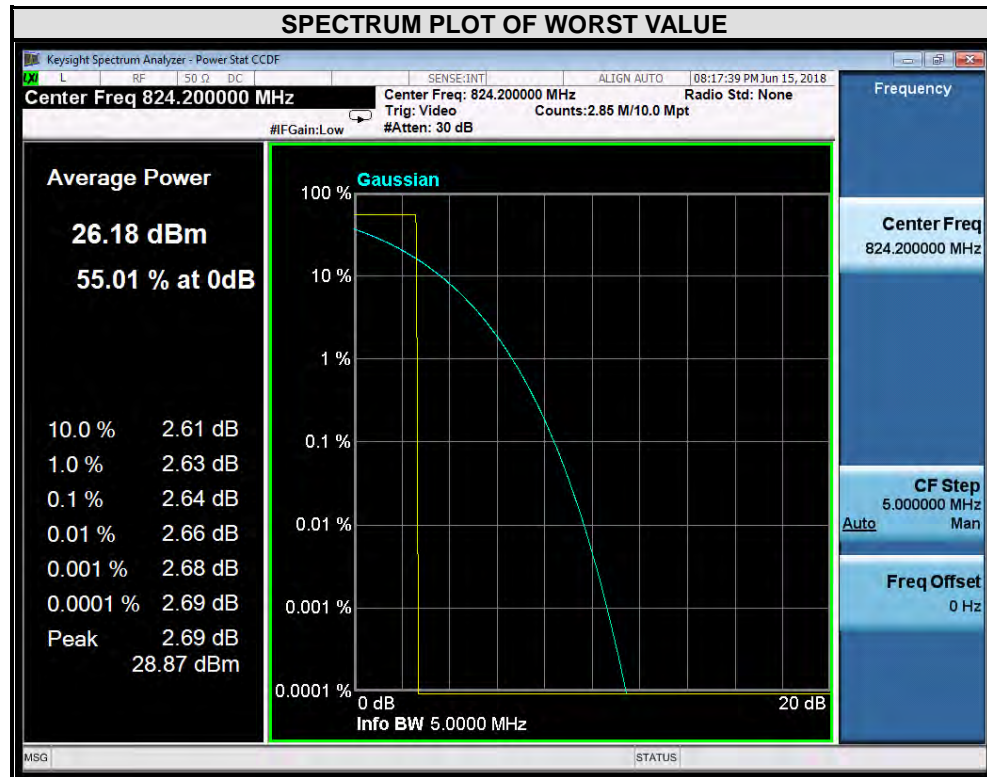 SPECTRUM PLOT OF WORST VALUE
Keysight Spectrum Analyzer - Power Stat CCDF
LXI L RF 50 Ω DC SENSE:INT ALIGN AUTO 08:17:39 PM Jun 15, 2018
Center Freq 824.200000 MHz
Center Freq: 824.200000 MHz Radio Std: None
Trig: Video Counts:2.85 M/10.0 Mpt
#IFGain:Low #Atten: 30 dB
Frequency
Average Power
26.18 dBm
55.01 % at 0dB
10.0 % 2.61 dB
1.0 % 2.63 dB
0.1 % 2.64 dB
0.01 % 2.66 dB
0.001 % 2.68 dB
0.0001 % 2.69 dB
Peak 2.69 dB
28.87 dBm
Gaussian
100 %
10 %
1 %
0.1 %
0.01 %
0.001 %
0.0001 %
0 dB 20 dB
Info BW 5.0000 MHz
Center Freq
824.200000 MHz
CF Step
5.000000 MHz
Auto Man
Freq Offset
0 Hz
MSG STATUS